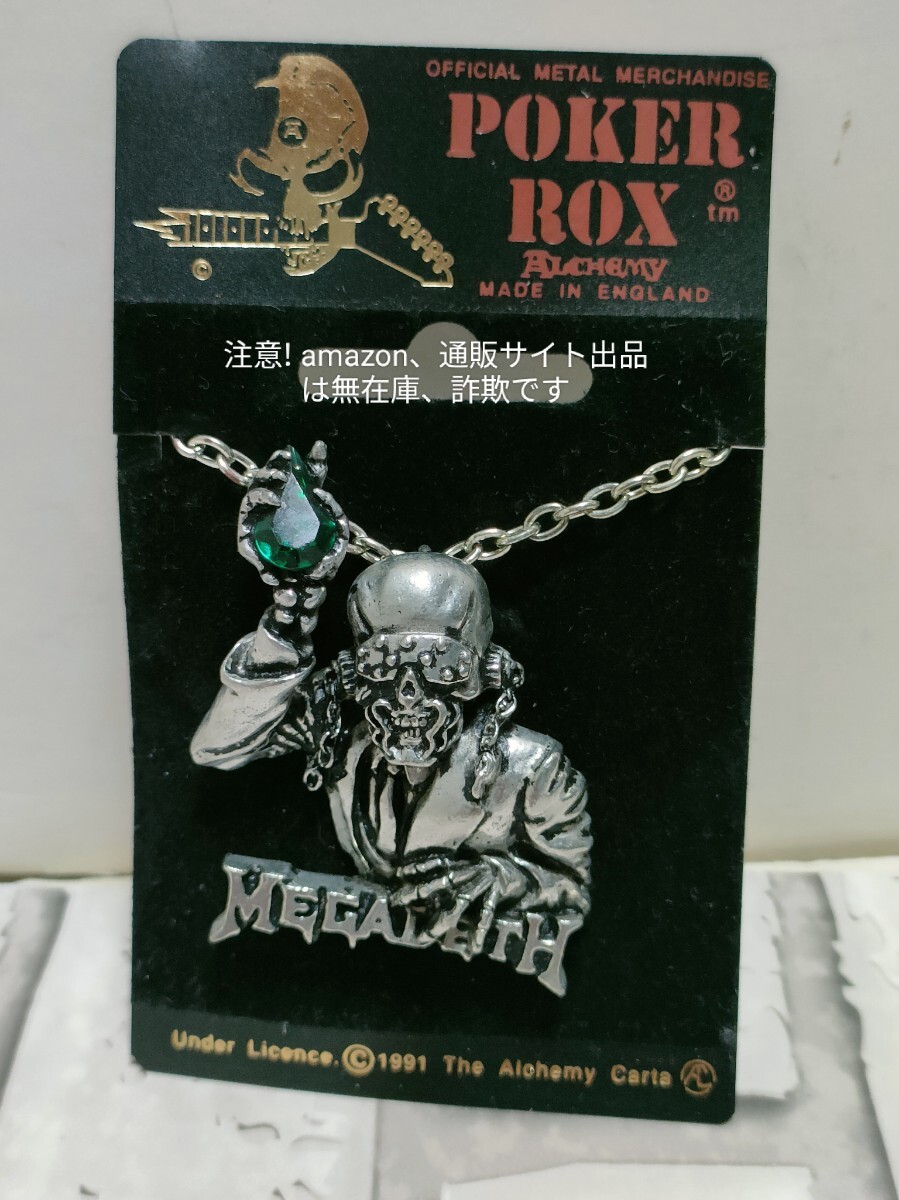 OFFICIAL METAL MERCHANDISE
POKER
ROX ® tm
ALCHEMY
MADE IN ENGLAND
©
注意! amazon、通販サイト出品
は無在庫、詐欺です
MEGADETH
Under Licence. © 1991 The Alchemy Carta